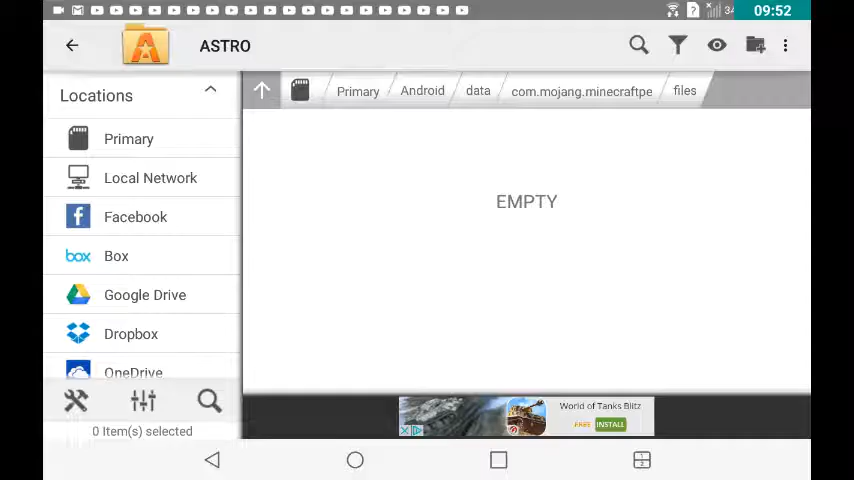 09:52
ASTRO
Locations
Primary
Android
data
com.mojang.minecraftpe
files
Primary
Local Network
Facebook
Box
Google Drive
Dropbox
OneDrive
EMPTY
0 Item(s) selected
World of Tanks Blitz
FREE INSTALL